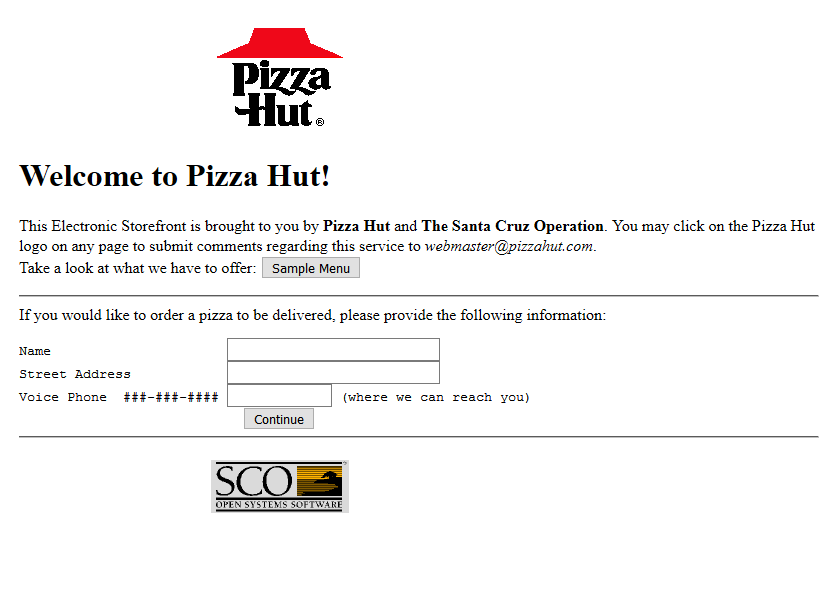 Pizza
Hut®
Welcome to Pizza Hut!
This Electronic Storefront is brought to you by Pizza Hut and The Santa Cruz Operation. You may click on the Pizza Hut
logo on any page to submit comments regarding this service to webmaster@pizzahut.com.
Take a look at what we have to offer: Sample Menu
If you would like to order a pizza to be delivered, please provide the following information:
Name
Street Address
Voice Phone ###-###-#### (where we can reach you)
Continue
SCO
OPEN SYSTEMS SOFTWARE